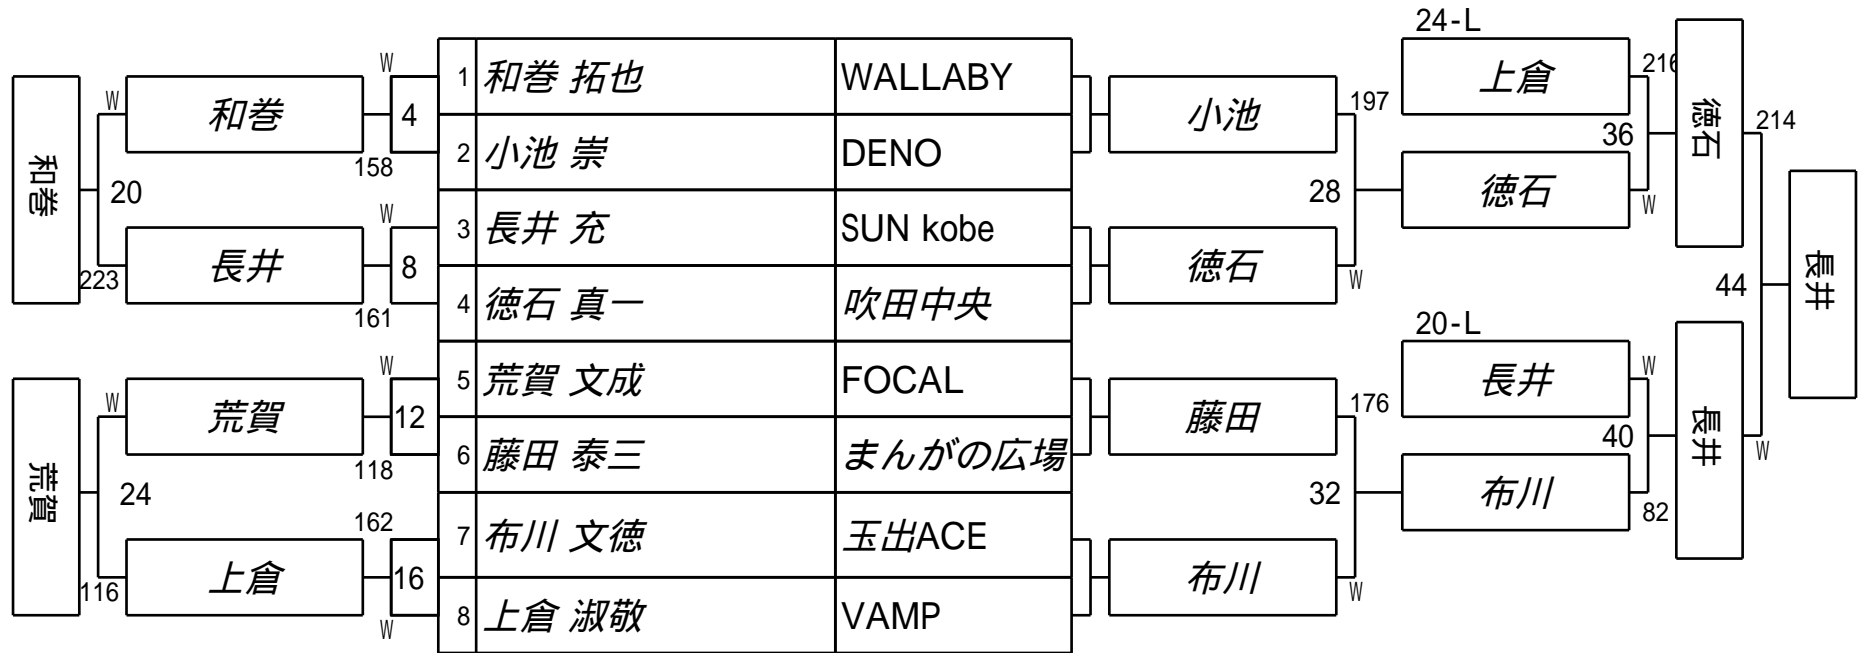 24-L
W
1 和巻 拓也 WALLABY
上倉
216
W
和巻
4
小池
197
徳石
214
158
2 小池 崇 DENO
36
和巻
20
28
徳石
W
W
3 長井 充 SUN kobe
長井
8
徳石
223
W
44
長井
161
4 徳石 真一 吹田中央
20-L
W
5 荒賀 文成 FOCAL
長井
W
W
荒賀
12
藤田
176
40
長井
W
118
6 藤田 泰三 まんがの広場
荒賀
24
32
布川
82
162
7 布川 文徳 玉出ACE
上倉
16
布川
116
W
W
8 上倉 淑敬 VAMP